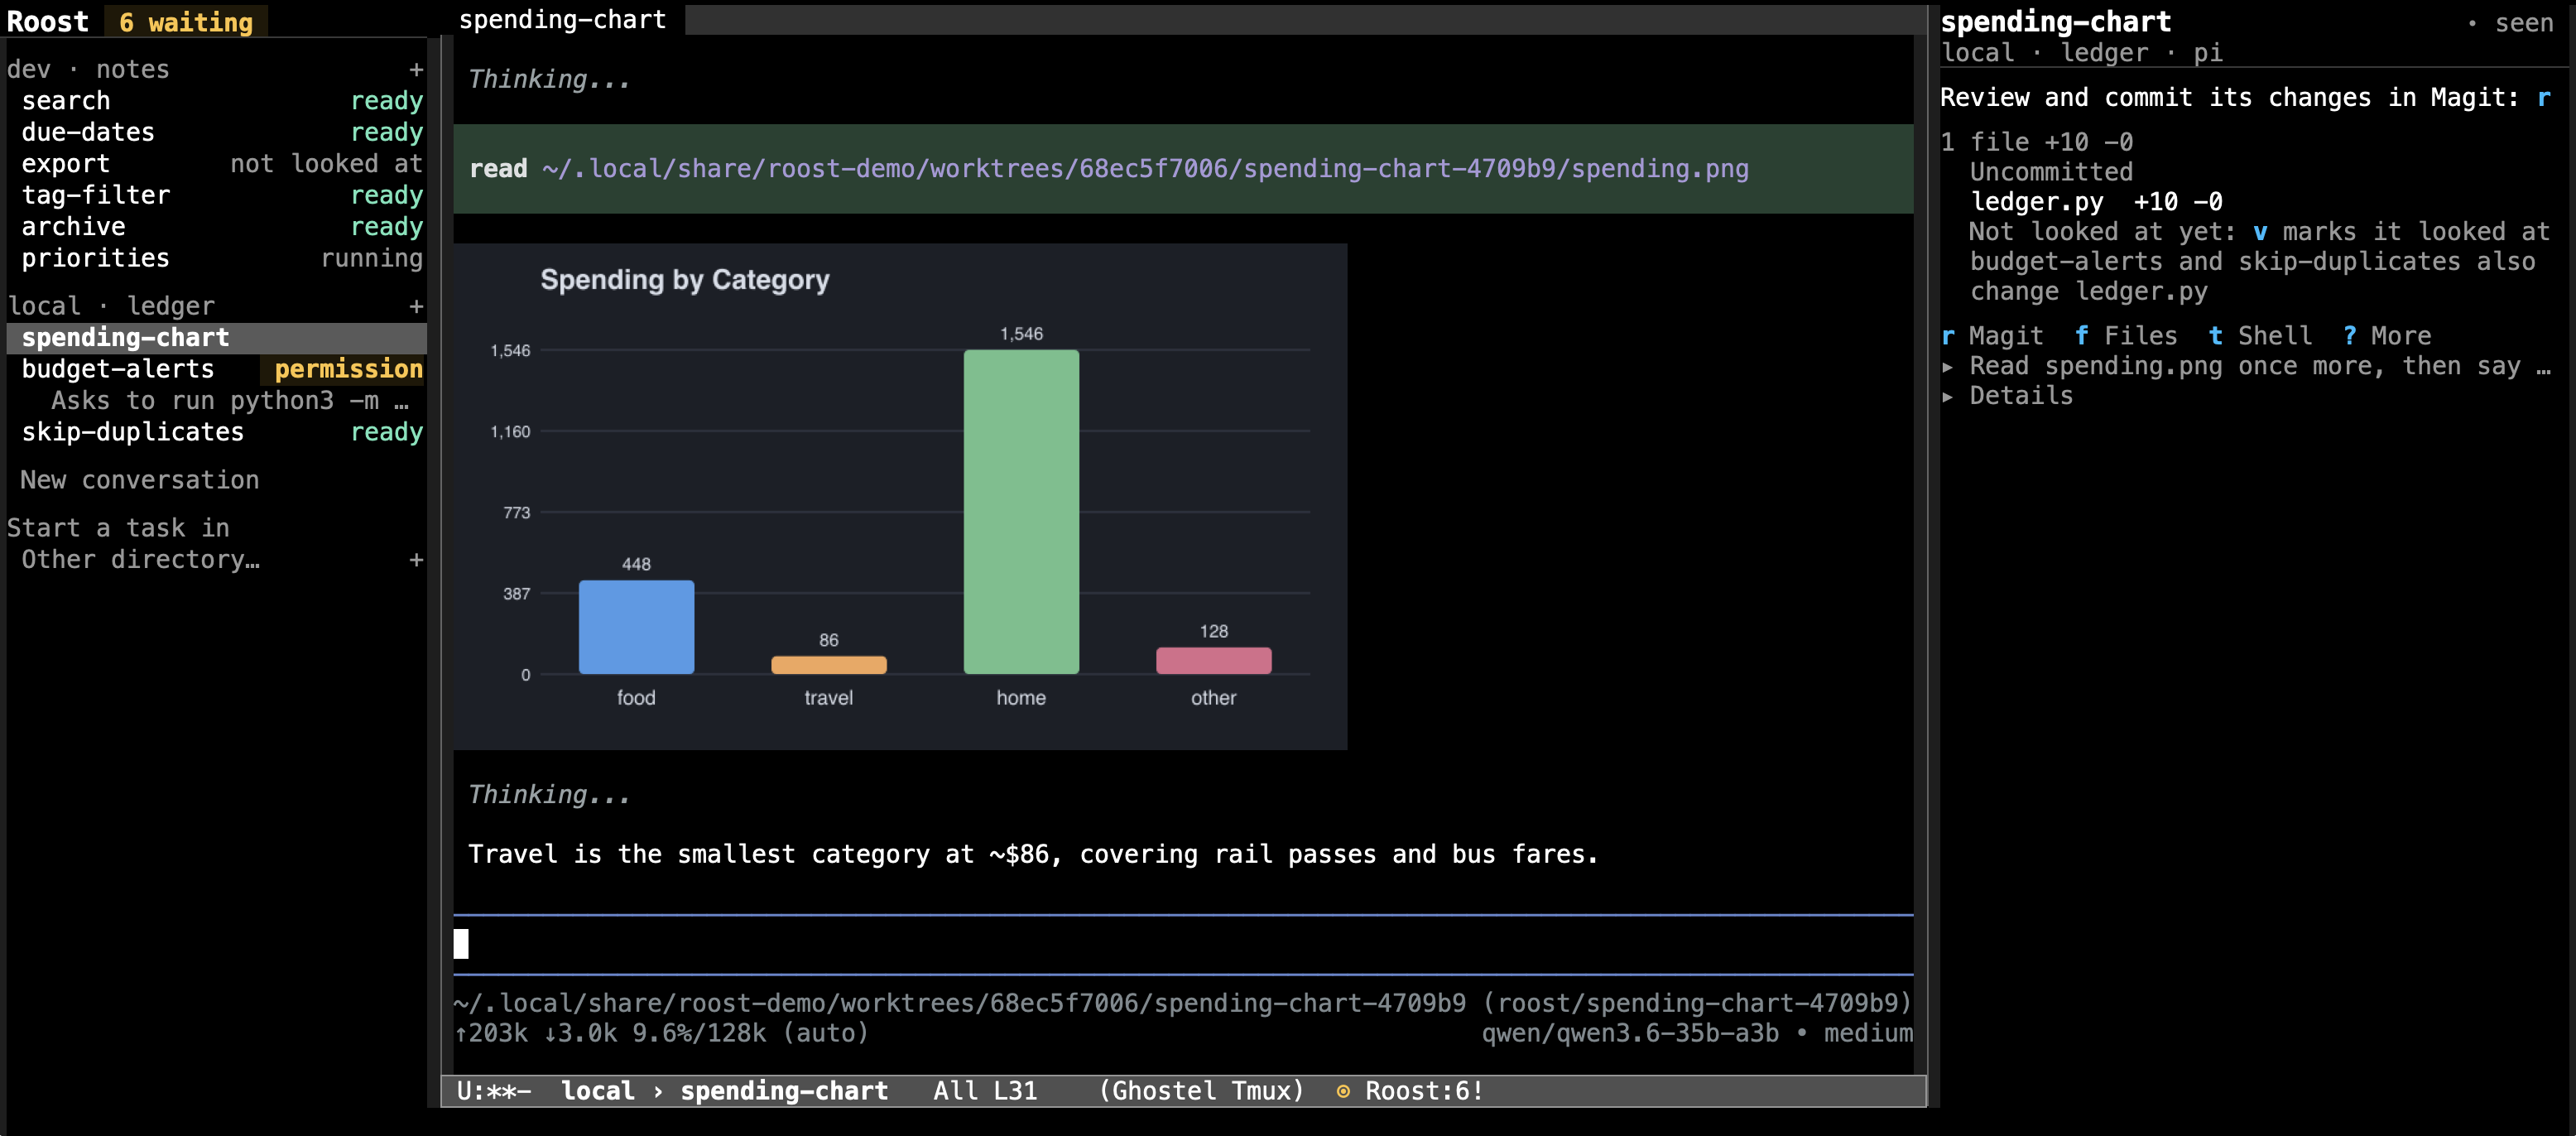 Roost 6 waiting
dev · notes +
search ready
due-dates ready
export not looked at
tag-filter ready
archive ready
priorities running
local · ledger +
spending-chart
budget-alerts permission
Asks to run python3 -m …
skip-duplicates ready
New conversation
Start a task in
Other directory… +
spending-chart
Thinking...
read ~/.local/share/roost-demo/worktrees/68ec5f7006/spending-chart-4709b9/spending.png
Spending by Category
1,546
1,546
1,160
773
448
387
86
128
0
food travel home other
Thinking...
Travel is the smallest category at ~$86, covering rail passes and bus fares.
~/.local/share/roost-demo/worktrees/68ec5f7006/spending-chart-4709b9 (roost/spending-chart-4709b9)
↑203k ↓3.0k 9.6%/128k (auto) qwen/qwen3.6-35b-a3b • medium
U:**- local › spending-chart All L31 (Ghostel Tmux) Roost:6!
spending-chart • seen
local · ledger · pi
Review and commit its changes in Magit: r
1 file +10 -0
Uncommitted
ledger.py +10 -0
Not looked at yet: v marks it looked at
budget-alerts and skip-duplicates also
change ledger.py
r Magit f Files t Shell ? More
▸ Read spending.png once more, then say …
▸ Details